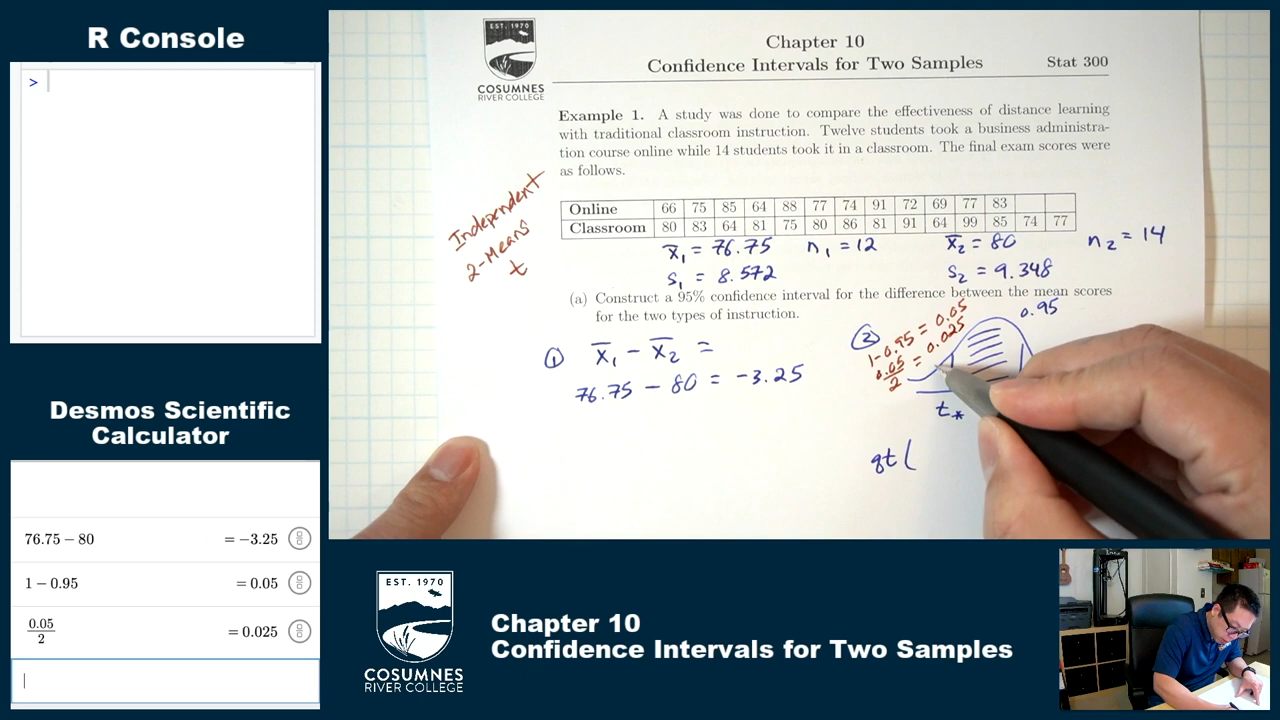 R Console
>
Desmos Scientific
Calculator
76.75 − 80 = −3.25
1 − 0.95 = 0.05
0.05
2
= 0.025
EST. 1970
COSUMNES
RIVER COLLEGE
Chapter 10
Confidence Intervals for Two Samples
Stat 300
Example 1. A study was done to compare the effectiveness of distance learning
with traditional classroom instruction. Twelve students took a business administra-
tion course online while 14 students took it in a classroom. The final exam scores were
as follows.
Independent
2-Means
t
Online 66 75 85 64 88 77 74 91 72 69 77 83
Classroom 80 83 64 81 75 80 86 81 91 64 99 85 74 77
x̄₁ = 76.75 n₁ = 12 x̄₂ = 80 n₂ = 14
s₁ = 8.572 s₂ = 9.348
(a) Construct a 95% confidence interval for the difference between the mean scores
for the two types of instruction.
① x̄₁ − x̄₂ =
76.75 − 80 = −3.25
② 0.95
1−0.95 = 0.05
0.05
2
= 0.025
t*
qt(
EST. 1970
COSUMNES
RIVER COLLEGE
Chapter 10
Confidence Intervals for Two Samples